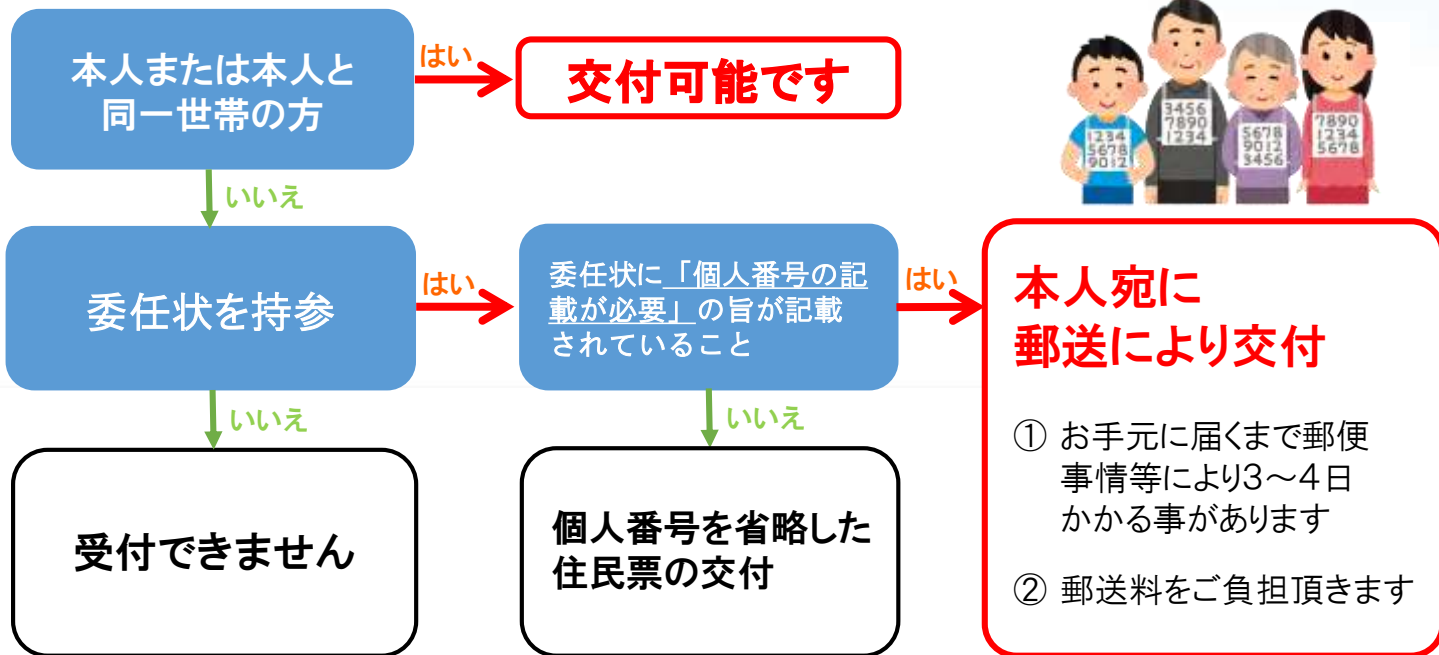 本人または本人と
同一世帯の方
はい
交付可能です
1234
5678
9012
3456
7890
1234
5678
9012
3456
7890
1234
5678
いいえ
委任状を持参
はい
委任状に「個人番号の記
載が必要」の旨が記載
されていること
はい
本人宛に
郵送により交付
① お手元に届くまで郵便
事情等により3～4日
かかる事があります
② 郵送料をご負担頂きます
いいえ
受付できません
いいえ
個人番号を省略した
住民票の交付